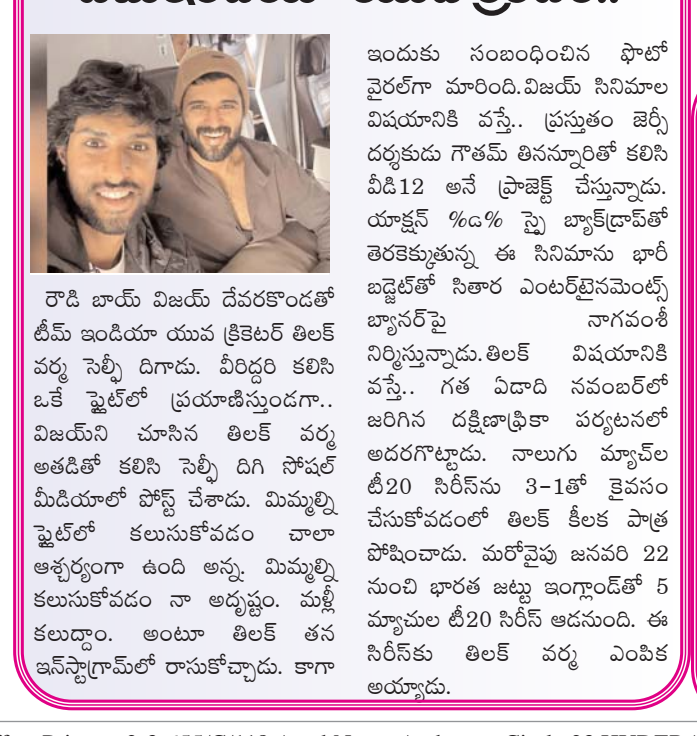 రౌడి బాయ్ విజయ్ దేవరకొండతో
టీమ్ ఇండియా యువ క్రికెటర్ తిలక్
వర్మ సెల్ఫీ దిగాడు. వీరిద్దరి కలిసి
ఒకే ఫ్లైట్‌లో ప్రయాణిస్తుండగా..
విజయ్‌ని చూసిన తిలక్ వర్మ
అతడితో కలిసి సెల్ఫీ దిగి సోషల్
మీడియాలో పోస్ట్ చేశాడు. మిమ్మల్ని
ఫ్లైట్‌లో కలుసుకోవడం చాలా
ఆశ్చర్యంగా ఉంది అన్న. మిమ్మల్ని
కలుసుకోవడం నా అదృష్టం. మళ్లీ
కలుద్దాం. అంటూ తిలక్ తన
ఇన్‌స్టాగ్రామ్‌లో రాసుకోచ్చాడు. కాగా
ఇందుకు సంబంధించిన ఫొటో
వైరల్‌గా మారింది.విజయ్ సినిమాల
విషయానికి వస్తే.. ప్రస్తుతం జెర్సీ
దర్శకుడు గౌతమ్ తినన్నూరితో కలిసి
వీడి12 అనే ప్రాజెక్ట్ చేస్తున్నాడు.
యాక్షన్ %డ% స్పై బ్యాక్‌డ్రాప్‌తో
తెరకెక్కుతున్న ఈ సినిమాను భారీ
బడ్జెట్‌తో సితార ఎంటర్‌టైనమెంట్స్
బ్యానర్‌పై నాగవంశీ
నిర్మిస్తున్నాడు.తిలక్ విషయానికి
వస్తే.. గత ఏడాది నవంబర్‌లో
జరిగిన దక్షిణాఫ్రికా పర్యటనలో
అదరగొట్టాడు. నాలుగు మ్యాచ్‌ల
టీ20 సిరీస్‌ను 3-1తో కైవసం
చేసుకోవడంలో తిలక్ కీలక పాత్ర
పోషించాడు. మరోవైపు జనవరి 22
నుంచి భారత జట్టు ఇంగ్లాండ్‌తో 5
మ్యాచుల టీ20 సిరీస్ ఆడనుంది. ఈ
సిరీస్‌కు తిలక్ వర్మ ఎంపిక
అయ్యాడు.